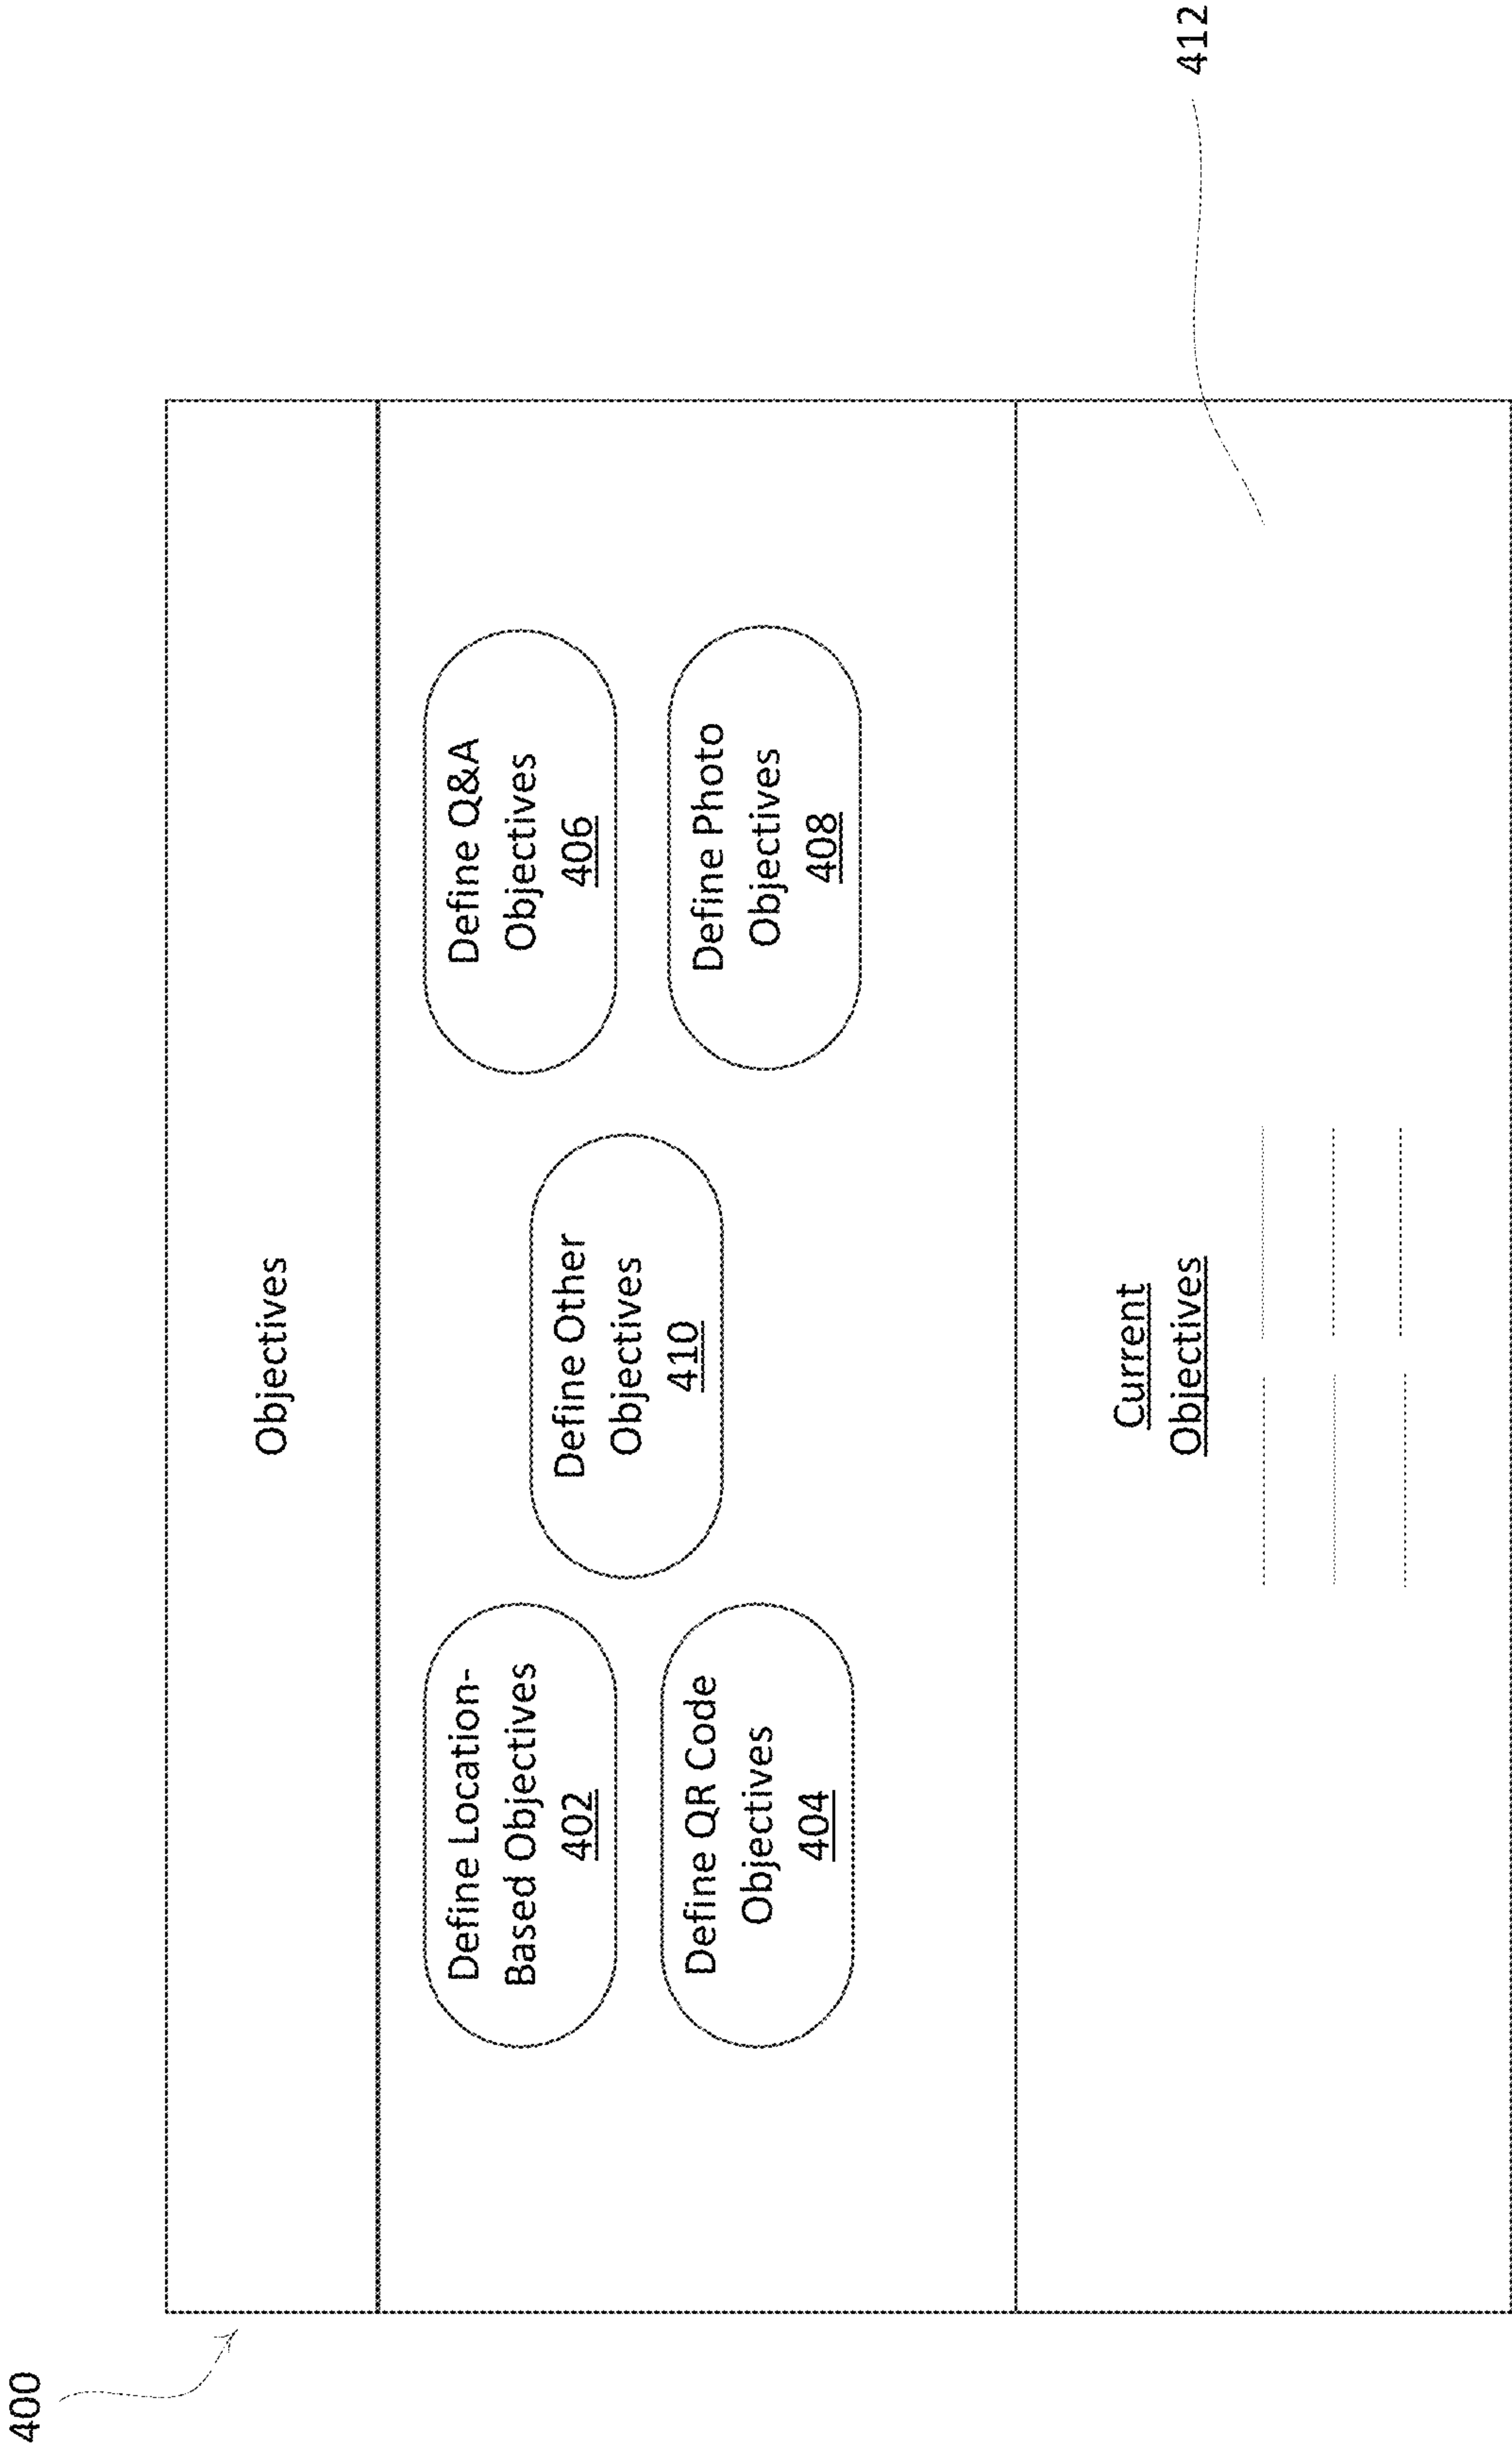 400
Objectives
Define Location-
Based Objectives
402
Define Q&A
Objectives
406
Define Other
Objectives
410
Define QR Code
Objectives
404
Define Photo
Objectives
408
Current
Objectives
412